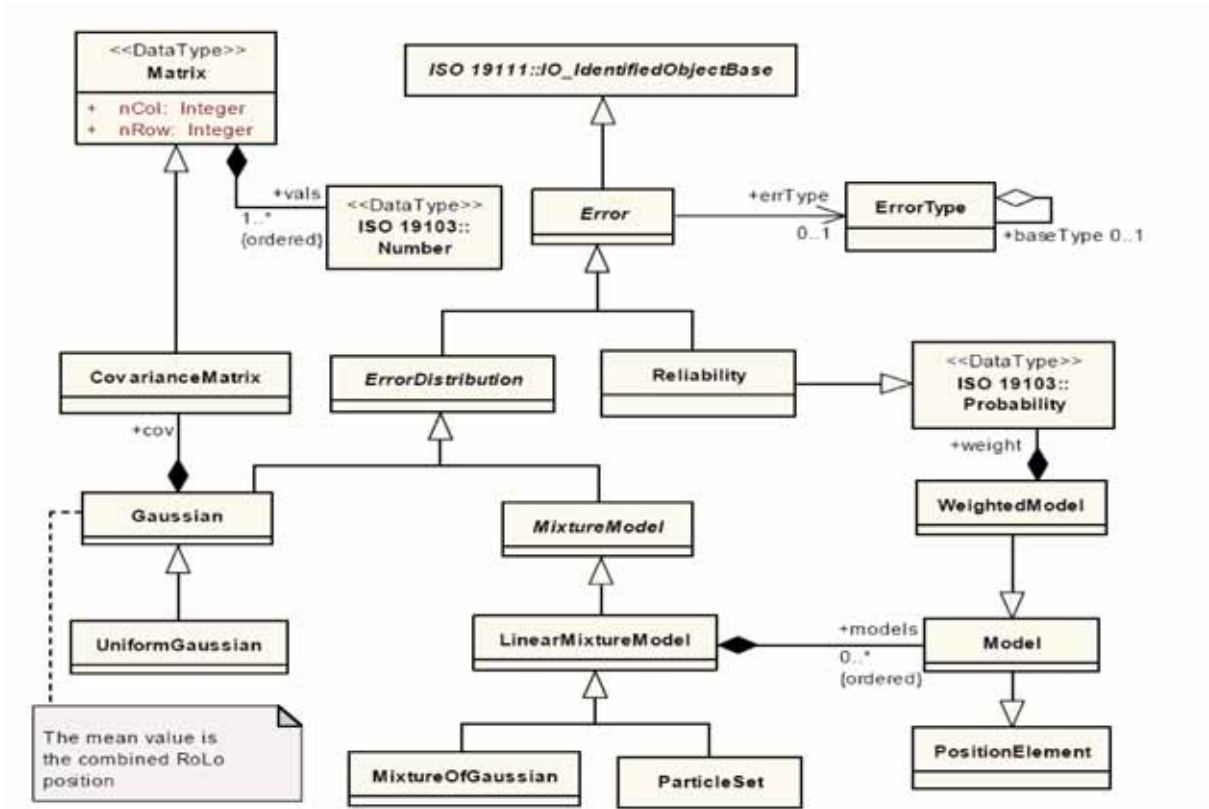 <<DataType>>
Matrix
+ nCol: Integer
+ nRow: Integer
ISO 19111::IO_IdentifiedObjectBase
+vals
1..*
{ordered}
<<DataType>>
ISO 19103::
Number
Error
+errType
0..1
ErrorType
+baseType 0..1
CovarianceMatrix
ErrorDistribution
Reliability
<<DataType>>
ISO 19103::
Probability
+cov
+weight
Gaussian
MixtureModel
WeightedModel
UniformGaussian
LinearMixtureModel
+models
0..*
{ordered}
Model
The mean value is
the combined RoLo
position
MixtureOfGaussian
ParticleSet
PositionElement